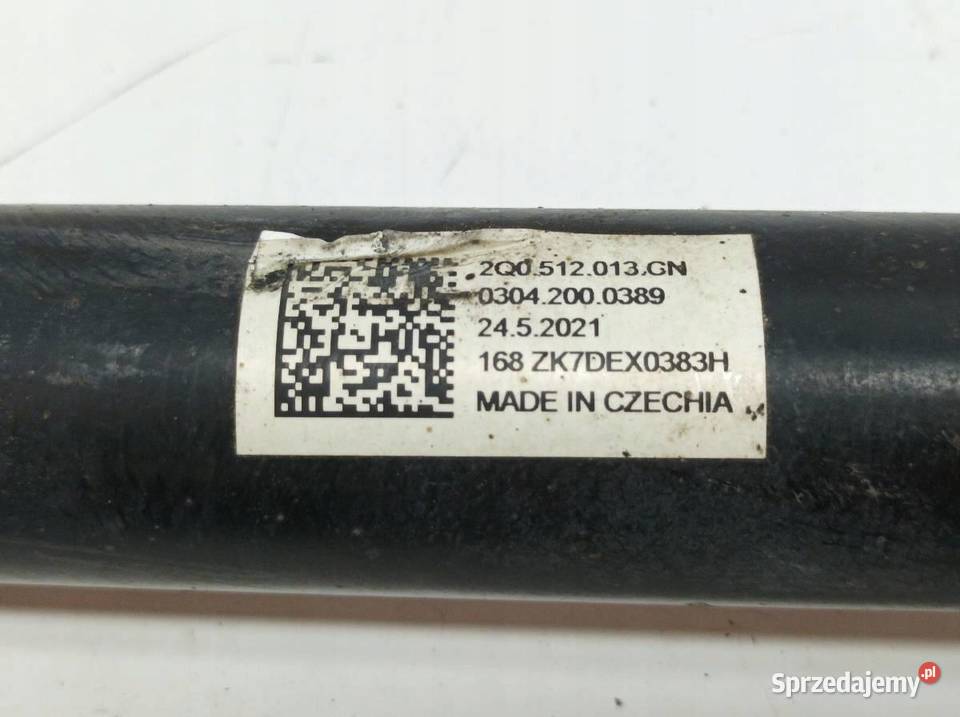 2Q0.512.013.GN
0304.200.0389
24.5.2021
168 ZK7DEX0383H
MADE IN CZECHIA
Sprzedajemy.pl